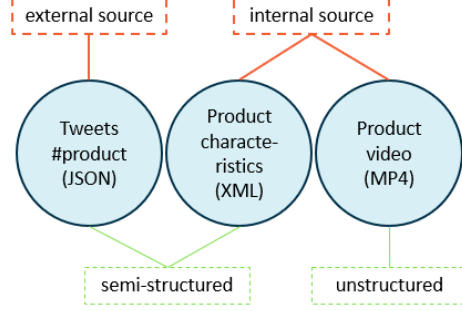 external source
internal source
Tweets
#product
(JSON)
Product
characte-
ristics
(XML)
Product
video
(MP4)
semi-structured
unstructured